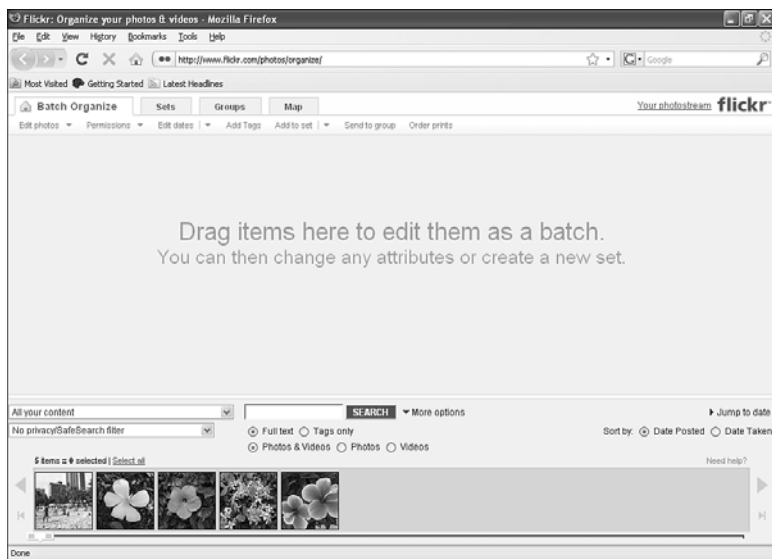 Flickr: Organize your photos & videos - Mozilla Firefox
File Edit View History Bookmarks Tools Help
http://www.flickr.com/photos/organize/ Google
Most Visited Getting Started Latest Headlines
Batch Organize Sets Groups Map Your photostream flickr
Edit photos Permissions Edit dates Add Tags Add to set Send to group Order prints
Drag items here to edit them as a batch.
You can then change any attributes or create a new set.
All your content SEARCH More options Jump to date
No privacy/SafeSearch filter Full text Tags only Sort by: Date Posted Date Taken
Photos & Videos Photos Videos
5 items selected | Select all Need help?
Done